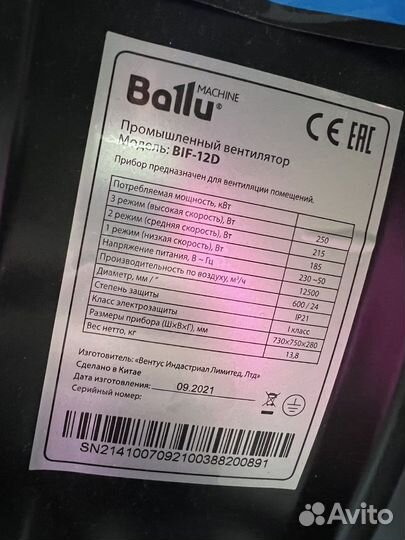 Ballu®
MACHINE
CE EAC
Промышленный вентилятор
Модель: BIF-12D
Прибор предназначен для вентиляции помещений.
Потребляемая мощность, кВт
3 режим (высокая скорость), Вт 250
2 режим (средняя скорость), Вт 215
1 режим (низкая скорость), Вт 185
Напряжение питания, В ~ Гц 230 ~50
Производительность по воздуху, м³/ч 12500
Диаметр, мм / " 600 / 24
Степень защиты IP21
Класс электрозащиты I класс
Размеры прибора (ШхВхГ), мм 730x750x280
Вес нетто, кг 13,8
Изготовитель: «Вентус Индастриал Лимитед, Лтд»
Сделано в Китае
Дата изготовления: 09.2021
Серийный номер:
SN2141007092100388200891
Avito